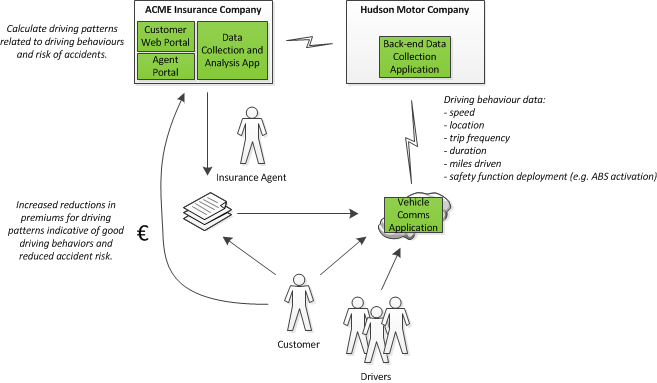 ACME Insurance Company
Hudson Motor Company
Calculate driving patterns
related to driving behaviours
and risk of accidents.
Customer
Web Portal
Agent
Portal
Data
Collection and
Analysis App
Back-end Data
Collection
Application
Driving behaviour data:
- speed
- location
- trip frequency
- duration
- miles driven
- safety function deployment (e.g. ABS activation)
Insurance Agent
Increased reductions in
premiums for driving
patterns indicative of good
driving behaviors and
reduced accident risk.
€
Vehicle
Comms
Application
Customer
Drivers